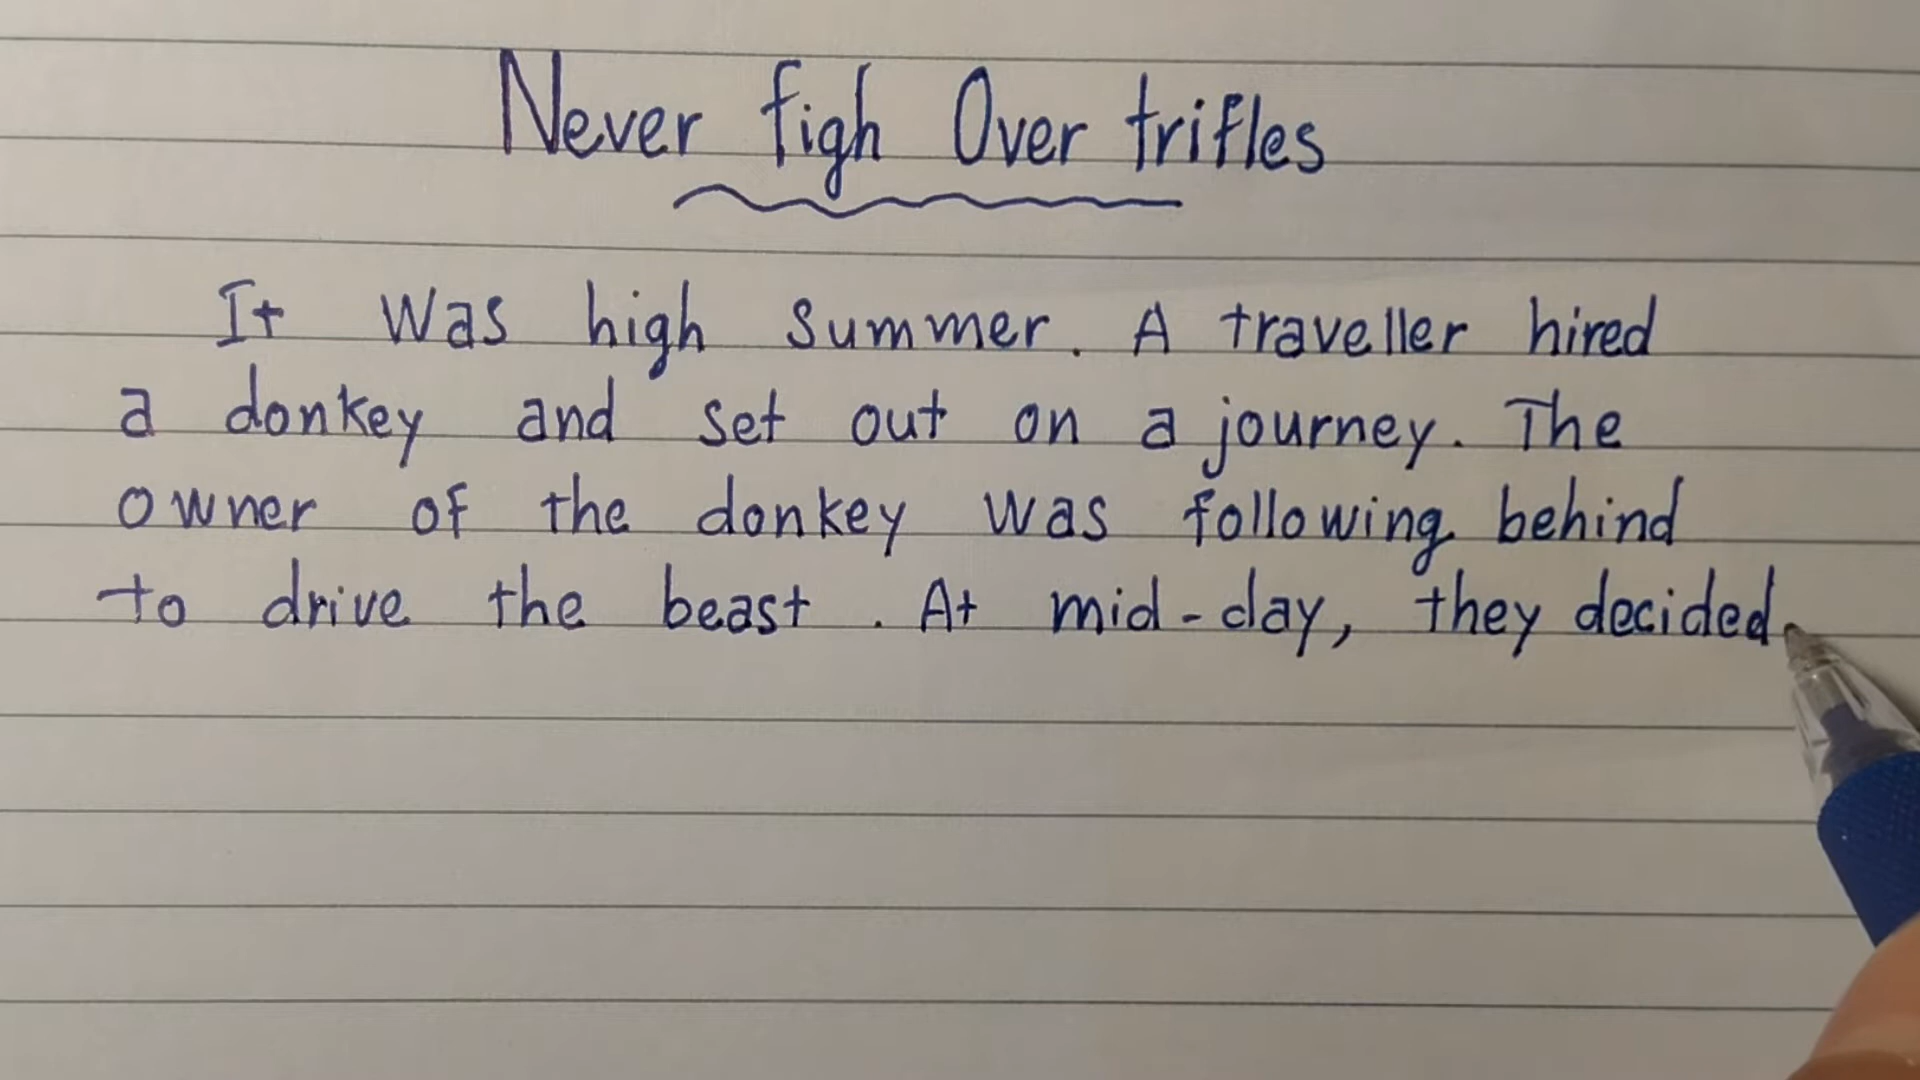 Never figh Over trifles
It was high summer. A traveller hired
a donkey and set out on a journey. The
owner of the donkey was following behind
to drive the beast. At mid-day, they decided